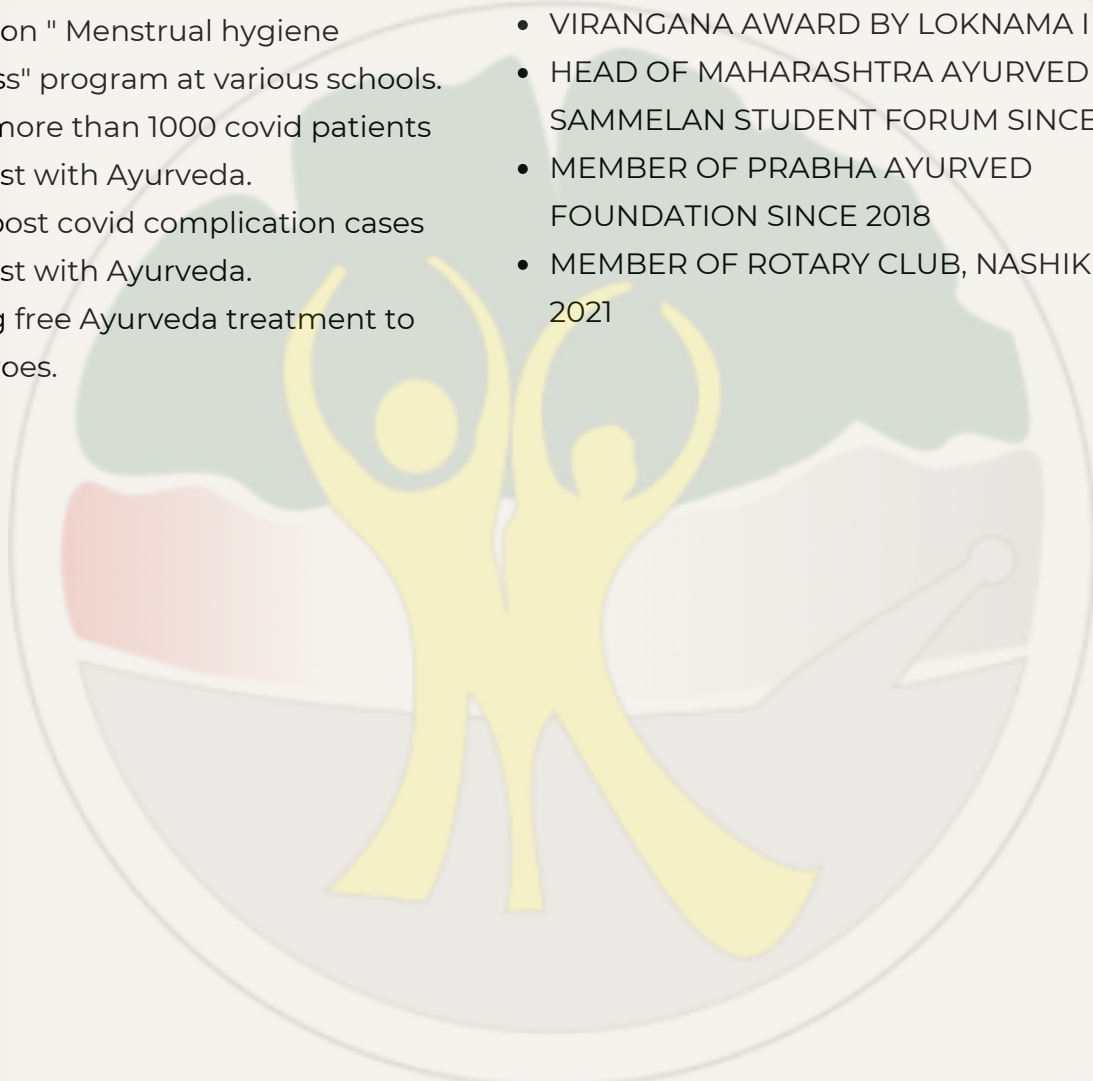 on " Menstrual hygiene
ss" program at various schools.
more than 1000 covid patients
st with Ayurveda.
post covid complication cases
st with Ayurveda.
g free Ayurveda treatment to
roes.
• VIRANGANA AWARD BY LOKNAMA I
• HEAD OF MAHARASHTRA AYURVED
SAMMELAN STUDENT FORUM SINCE
• MEMBER OF PRABHA AYURVED
FOUNDATION SINCE 2018
• MEMBER OF ROTARY CLUB, NASHIK
2021